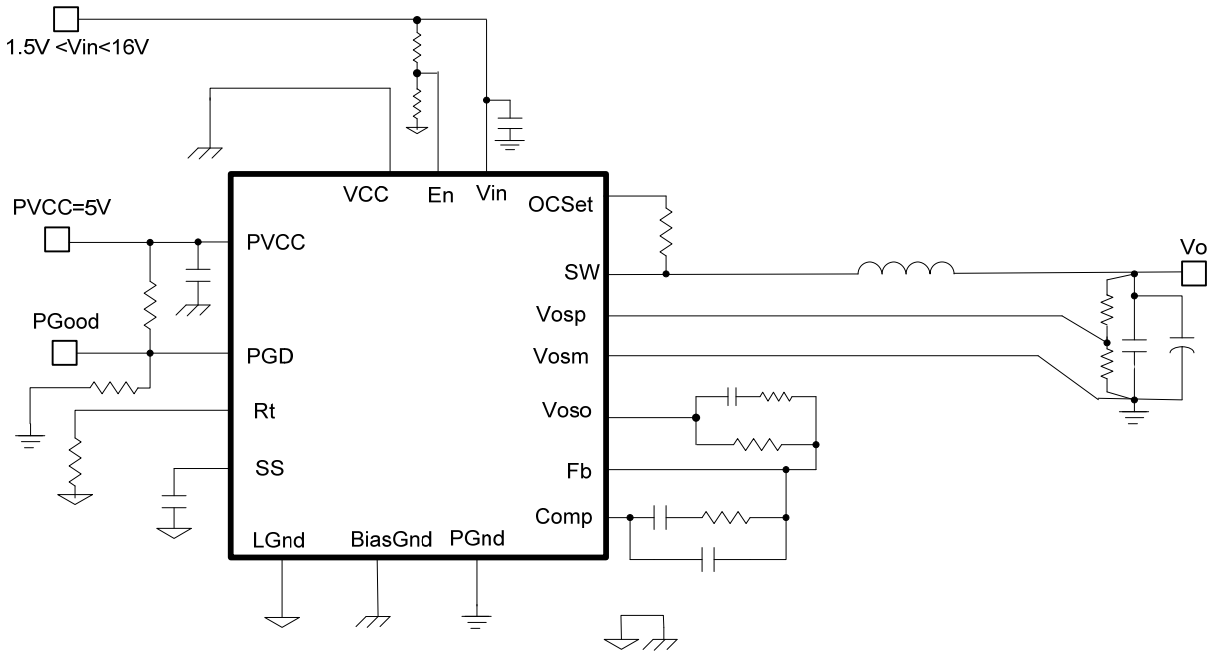 1.5V <Vin<16V
VCC
En
Vin
OCSet
PVCC=5V
PVCC
SW
Vo
Vosp
PGood
PGD
Vosm
Rt
Voso
SS
Fb
Comp
LGnd
BiasGnd
PGnd